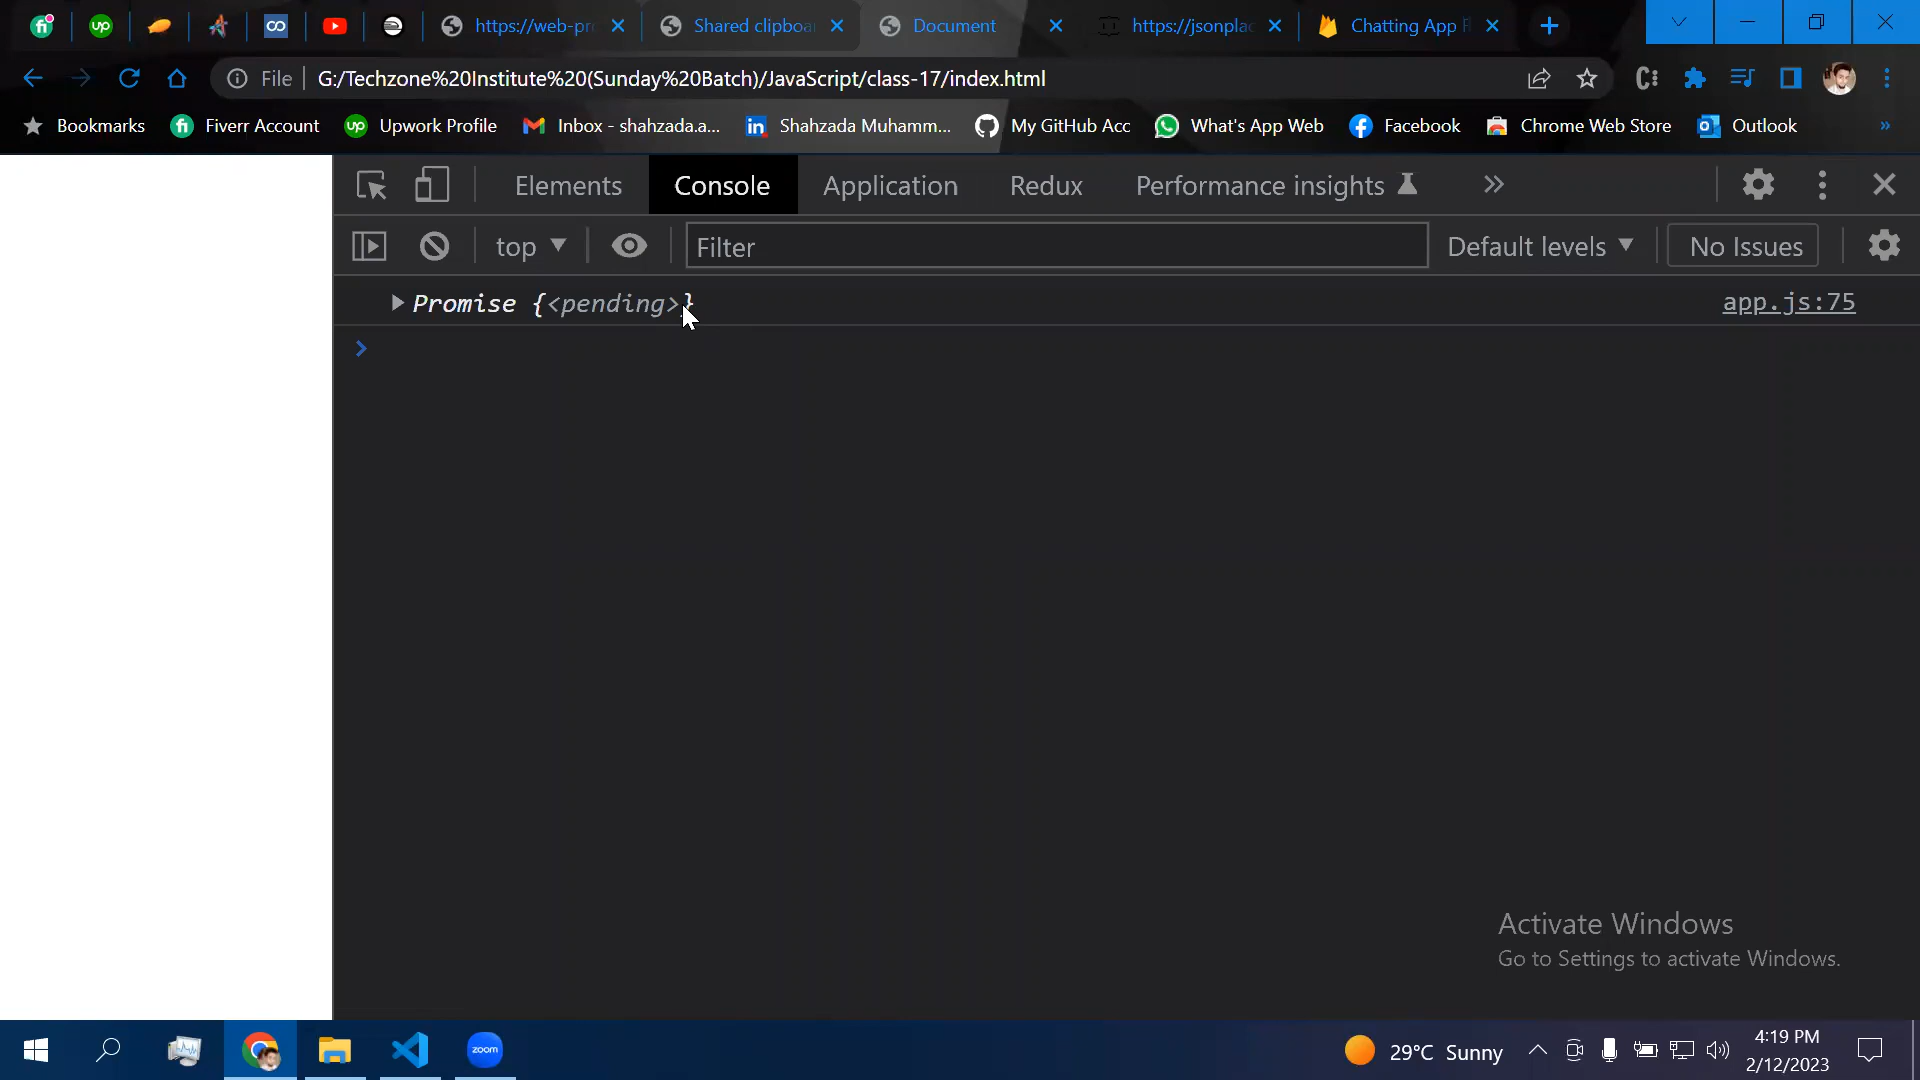 https://web-pr
Shared clipboa
Document
https://jsonplac
Chatting App F
File
G:/Techzone%20Institute%20(Sunday%20Batch)/JavaScript/class-17/index.html
Bookmarks
Fiverr Account
Upwork Profile
Inbox - shahzada.a...
Shahzada Muhamm...
My GitHub Acc
What's App Web
Facebook
Chrome Web Store
Outlook
»
Elements
Console
Application
Redux
Performance insights
top
Filter
Default levels
No Issues
Promise {<pending>}
app.js:75
Activate Windows
Go to Settings to activate Windows.
zoom
29°C Sunny
4:19 PM
2/12/2023